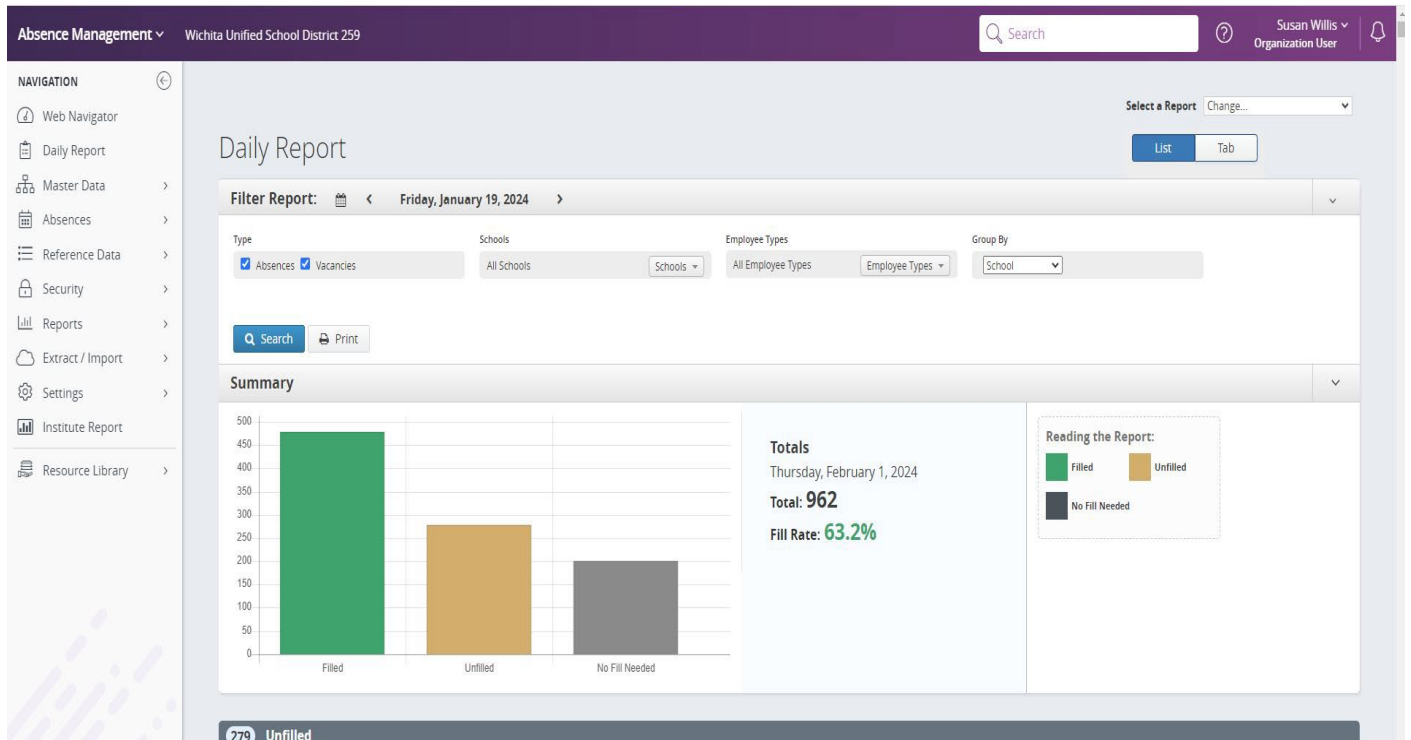 Absence Management
Wichita Unified School District 259
Search
Susan Willis
Organization User
NAVIGATION
Web Navigator
Daily Report
Master Data
Absences
Reference Data
Security
Reports
Extract / Import
Settings
Institute Report
Resource Library
Select a Report Change...
Daily Report
List Tab
Filter Report: Friday, January 19, 2024
Type
Absences Vacancies
Schools
All Schools Schools
Employee Types
All Employee Types Employee Types
Group By
School
Search Print
Summary
500
450
400
350
300
250
200
150
100
50
0
Filled Unfilled No Fill Needed
Totals
Thursday, February 1, 2024
Total: 962
Fill Rate: 63.2%
Reading the Report:
Filled Unfilled
No Fill Needed
279 Unfilled